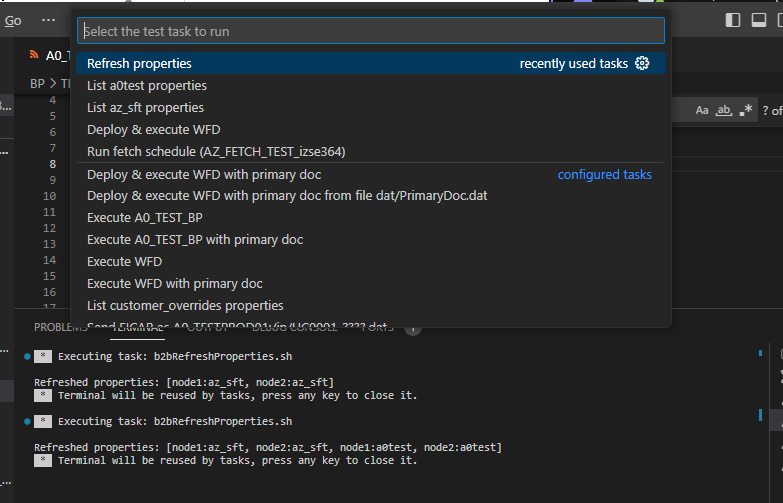 Go ···
Select the test task to run
A0_T
Refresh properties recently used tasks
BP > T
List a0test properties
3...
4
List az_sft properties
Aa ab .* ? of
5
6
Deploy & execute WFD
7
Run fetch schedule (AZ_FETCH_TEST_izse364)
...
8
Deploy & execute WFD with primary doc configured tasks
9
10
Deploy & execute WFD with primary doc from file dat/PrimaryDoc.dat
11
Execute A0_TEST_BP
12
13
Execute A0_TEST_BP with primary doc
14
Execute WFD
15
Execute WFD with primary doc
16
List customer_overrides properties
17
PROBLEMS TERMINAL
* Executing task: b2bRefreshProperties.sh
Refreshed properties: [node1:az_sft, node2:az_sft]
* Terminal will be reused by tasks, press any key to close it.
* Executing task: b2bRefreshProperties.sh
Refreshed properties: [node1:az_sft, node2:az_sft, node1:a0test, node2:a0test]
* Terminal will be reused by tasks, press any key to close it.